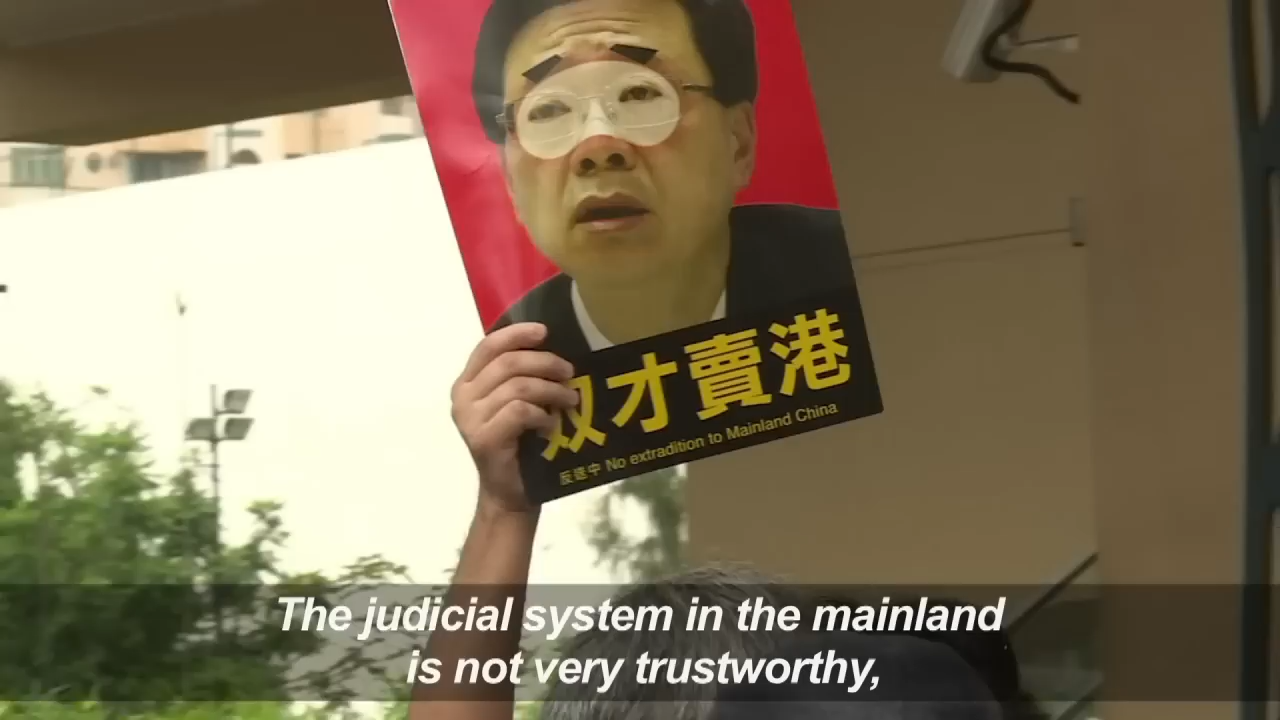 奴才賣港
反送中 No extradition to Mainland China
The judicial system in the mainland
is not very trustworthy,